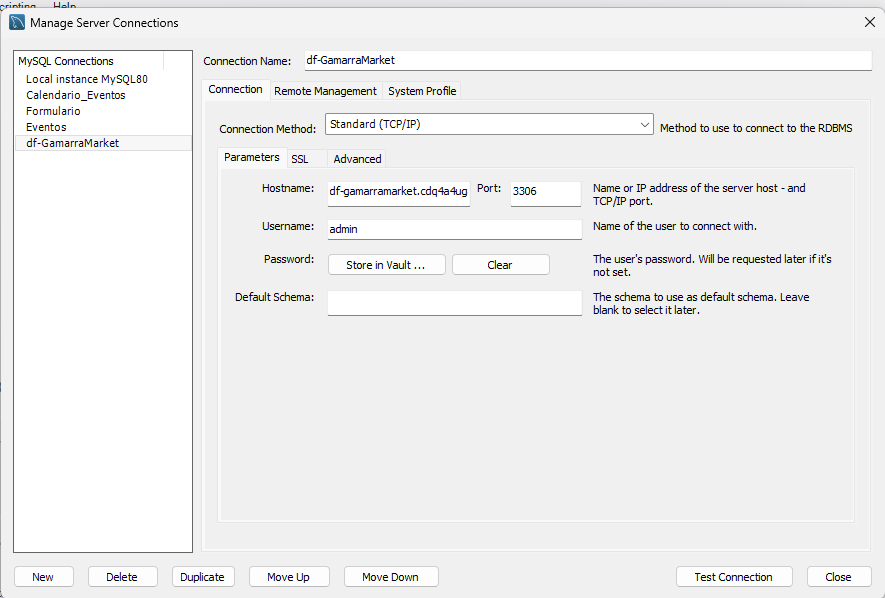 Help
Manage Server Connections
MySQL Connections
Local instance MySQL80
Calendario_Eventos
Formulario
Eventos
df-GamarraMarket
Connection Name: df-GamarraMarket
Connection Remote Management System Profile
Connection Method: Standard (TCP/IP) Method to use to connect to the RDBMS
Parameters SSL Advanced
Hostname: df-gamarramarket.cdq4a4ug Port: 3306 Name or IP address of the server host - and
TCP/IP port.
Username: admin Name of the user to connect with.
Password: Store in Vault ... Clear The user's password. Will be requested later if it's
not set.
Default Schema: The schema to use as default schema. Leave
blank to select it later.
New Delete Duplicate Move Up Move Down Test Connection Close